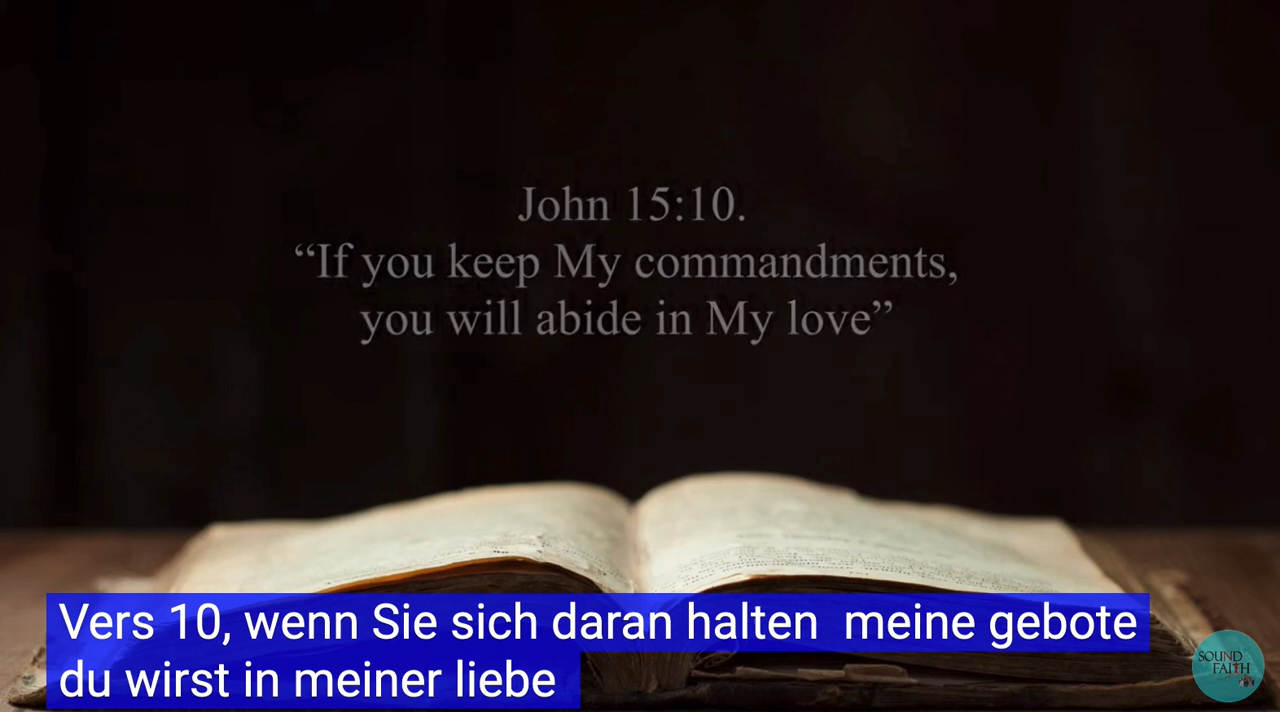 John 15:10.
“If you keep My commandments,
you will abide in My love”
Vers 10, wenn Sie sich daran halten  meine gebote
du wirst in meiner liebe
SOUND
FAITH